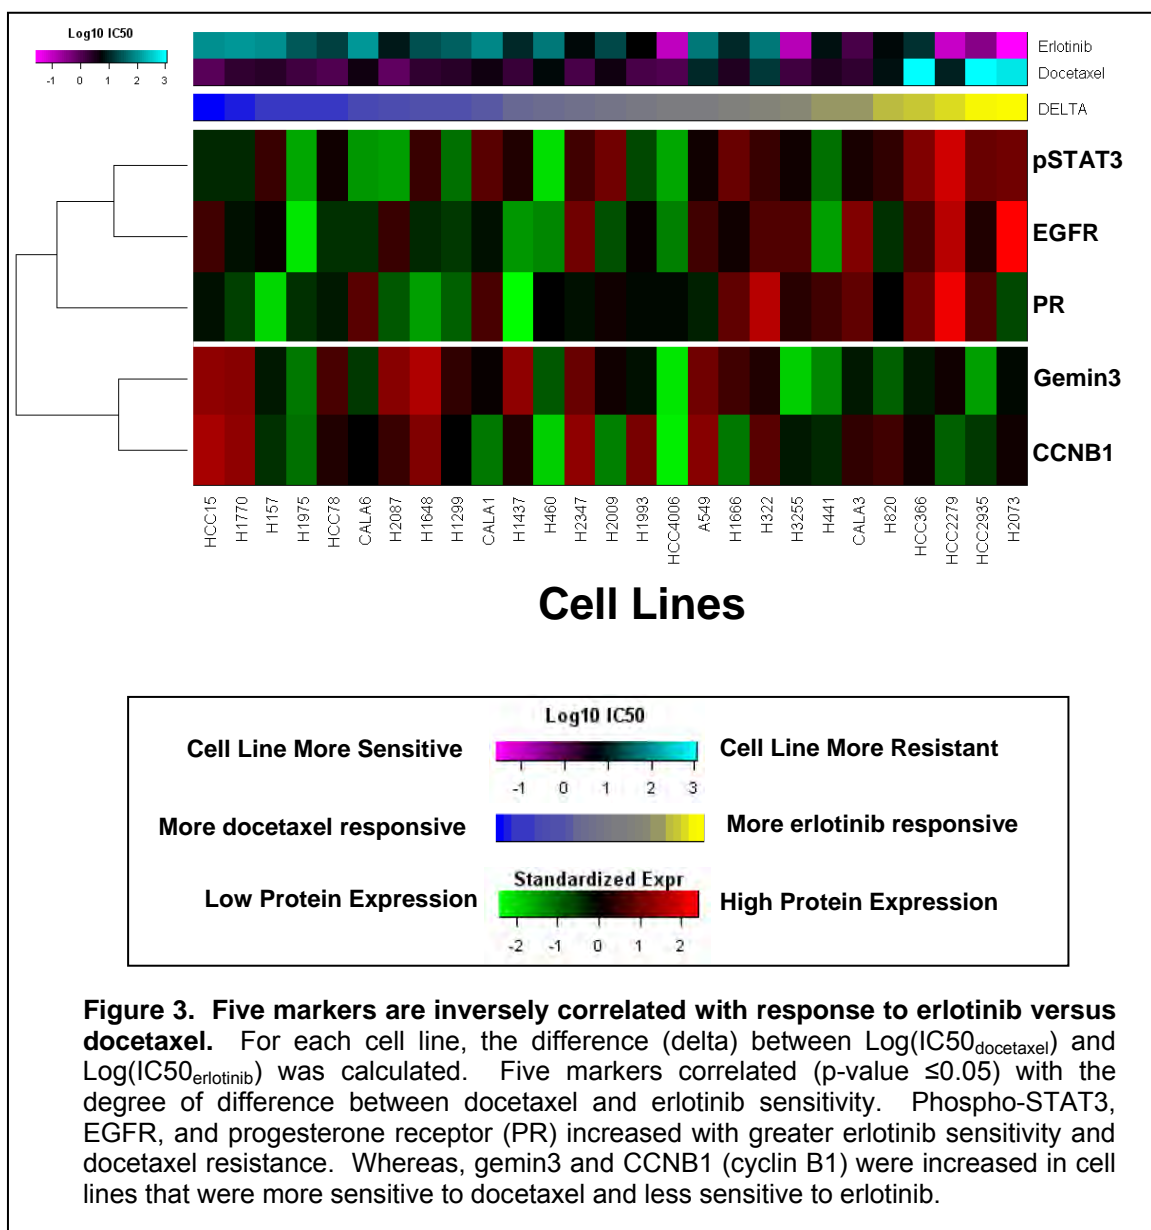 Log10 IC50
-1 0 1 2 3
Erlotinib
Docetaxel
DELTA
pSTAT3
EGFR
PR
Gemin3
CCNB1
HCC15 H1770 H157 H1975 HCC78 CALA6 H2087 H1648 H1299 CALA1 H1437 H460 H2347 H2009 H1993 HCC4006 A549 H1666 H322 H3255 H441 CALA3 H820 HCC366 HCC2279 HCC2935 H2073
Cell Lines
Log10 IC50
Cell Line More Sensitive Cell Line More Resistant
-1 0 1 2 3
More docetaxel responsive More erlotinib responsive
Standardized Expr
Low Protein Expression High Protein Expression
-2 -1 0 1 2
Figure 3. Five markers are inversely correlated with response to erlotinib versus
docetaxel. For each cell line, the difference (delta) between Log(IC50docetaxel) and
Log(IC50erlotinib) was calculated. Five markers correlated (p-value ≤0.05) with the
degree of difference between docetaxel and erlotinib sensitivity. Phospho-STAT3,
EGFR, and progesterone receptor (PR) increased with greater erlotinib sensitivity and
docetaxel resistance. Whereas, gemin3 and CCNB1 (cyclin B1) were increased in cell
lines that were more sensitive to docetaxel and less sensitive to erlotinib.